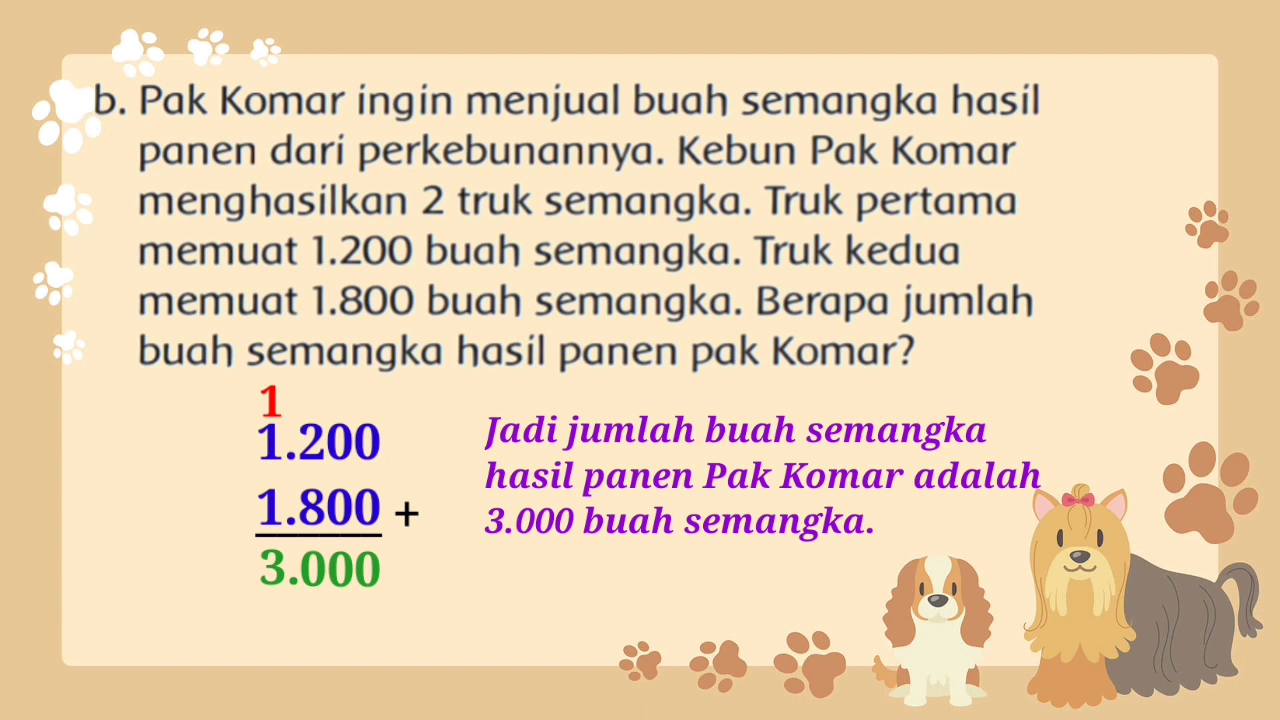 b. Pak Komar ingin menjual buah semangka hasil
panen dari perkebunannya. Kebun Pak Komar
menghasilkan 2 truk semangka. Truk pertama
memuat 1.200 buah semangka. Truk kedua
memuat 1.800 buah semangka. Berapa jumlah
buah semangka hasil panen pak Komar?
1
1.200
1.800 +
3.000
Jadi jumlah buah semangka
hasil panen Pak Komar adalah
3.000 buah semangka.